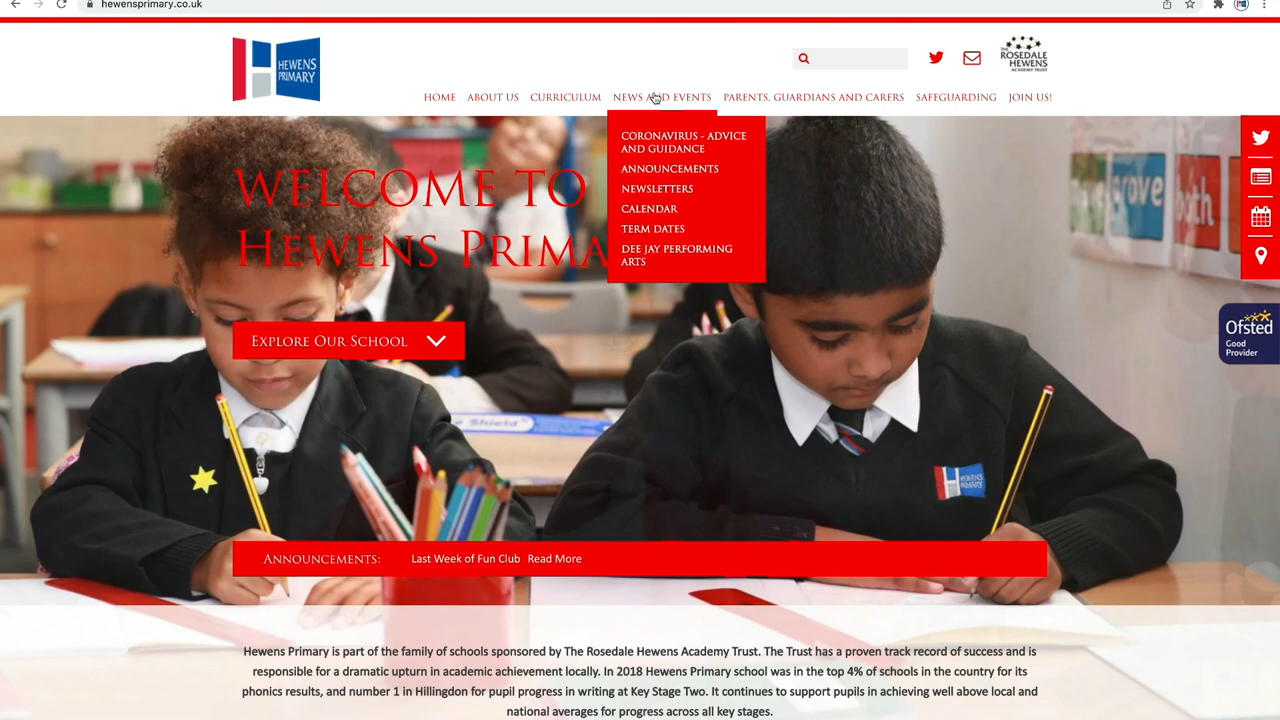 hewensprimary.co.uk
HEWENS
PRIMARY
THE
ROSEDALE
HEWENS
ACADEMY TRUST
HOME ABOUT US CURRICULUM NEWS AND EVENTS PARENTS, GUARDIANS AND CARERS SAFEGUARDING JOIN US!
CORONAVIRUS - ADVICE
AND GUIDANCE
ANNOUNCEMENTS
NEWSLETTERS
CALENDAR
TERM DATES
DEE JAY PERFORMING
ARTS
WELCOME TO
HEWENS PRIMA
improve
both
Ofsted
Good
Provider
EXPLORE OUR SCHOOL
Shield
HEWENS
PRIMARY
ANNOUNCEMENTS: Last Week of Fun Club Read More
Hewens Primary is part of the family of schools sponsored by The Rosedale Hewens Academy Trust. The Trust has a proven track record of success and is
responsible for a dramatic upturn in academic achievement locally. In 2018 Hewens Primary school was in the top 4% of schools in the country for its
phonics results, and number 1 in Hillingdon for pupil progress in writing at Key Stage Two. It continues to support pupils in achieving well above local and
national averages for progress across all key stages.